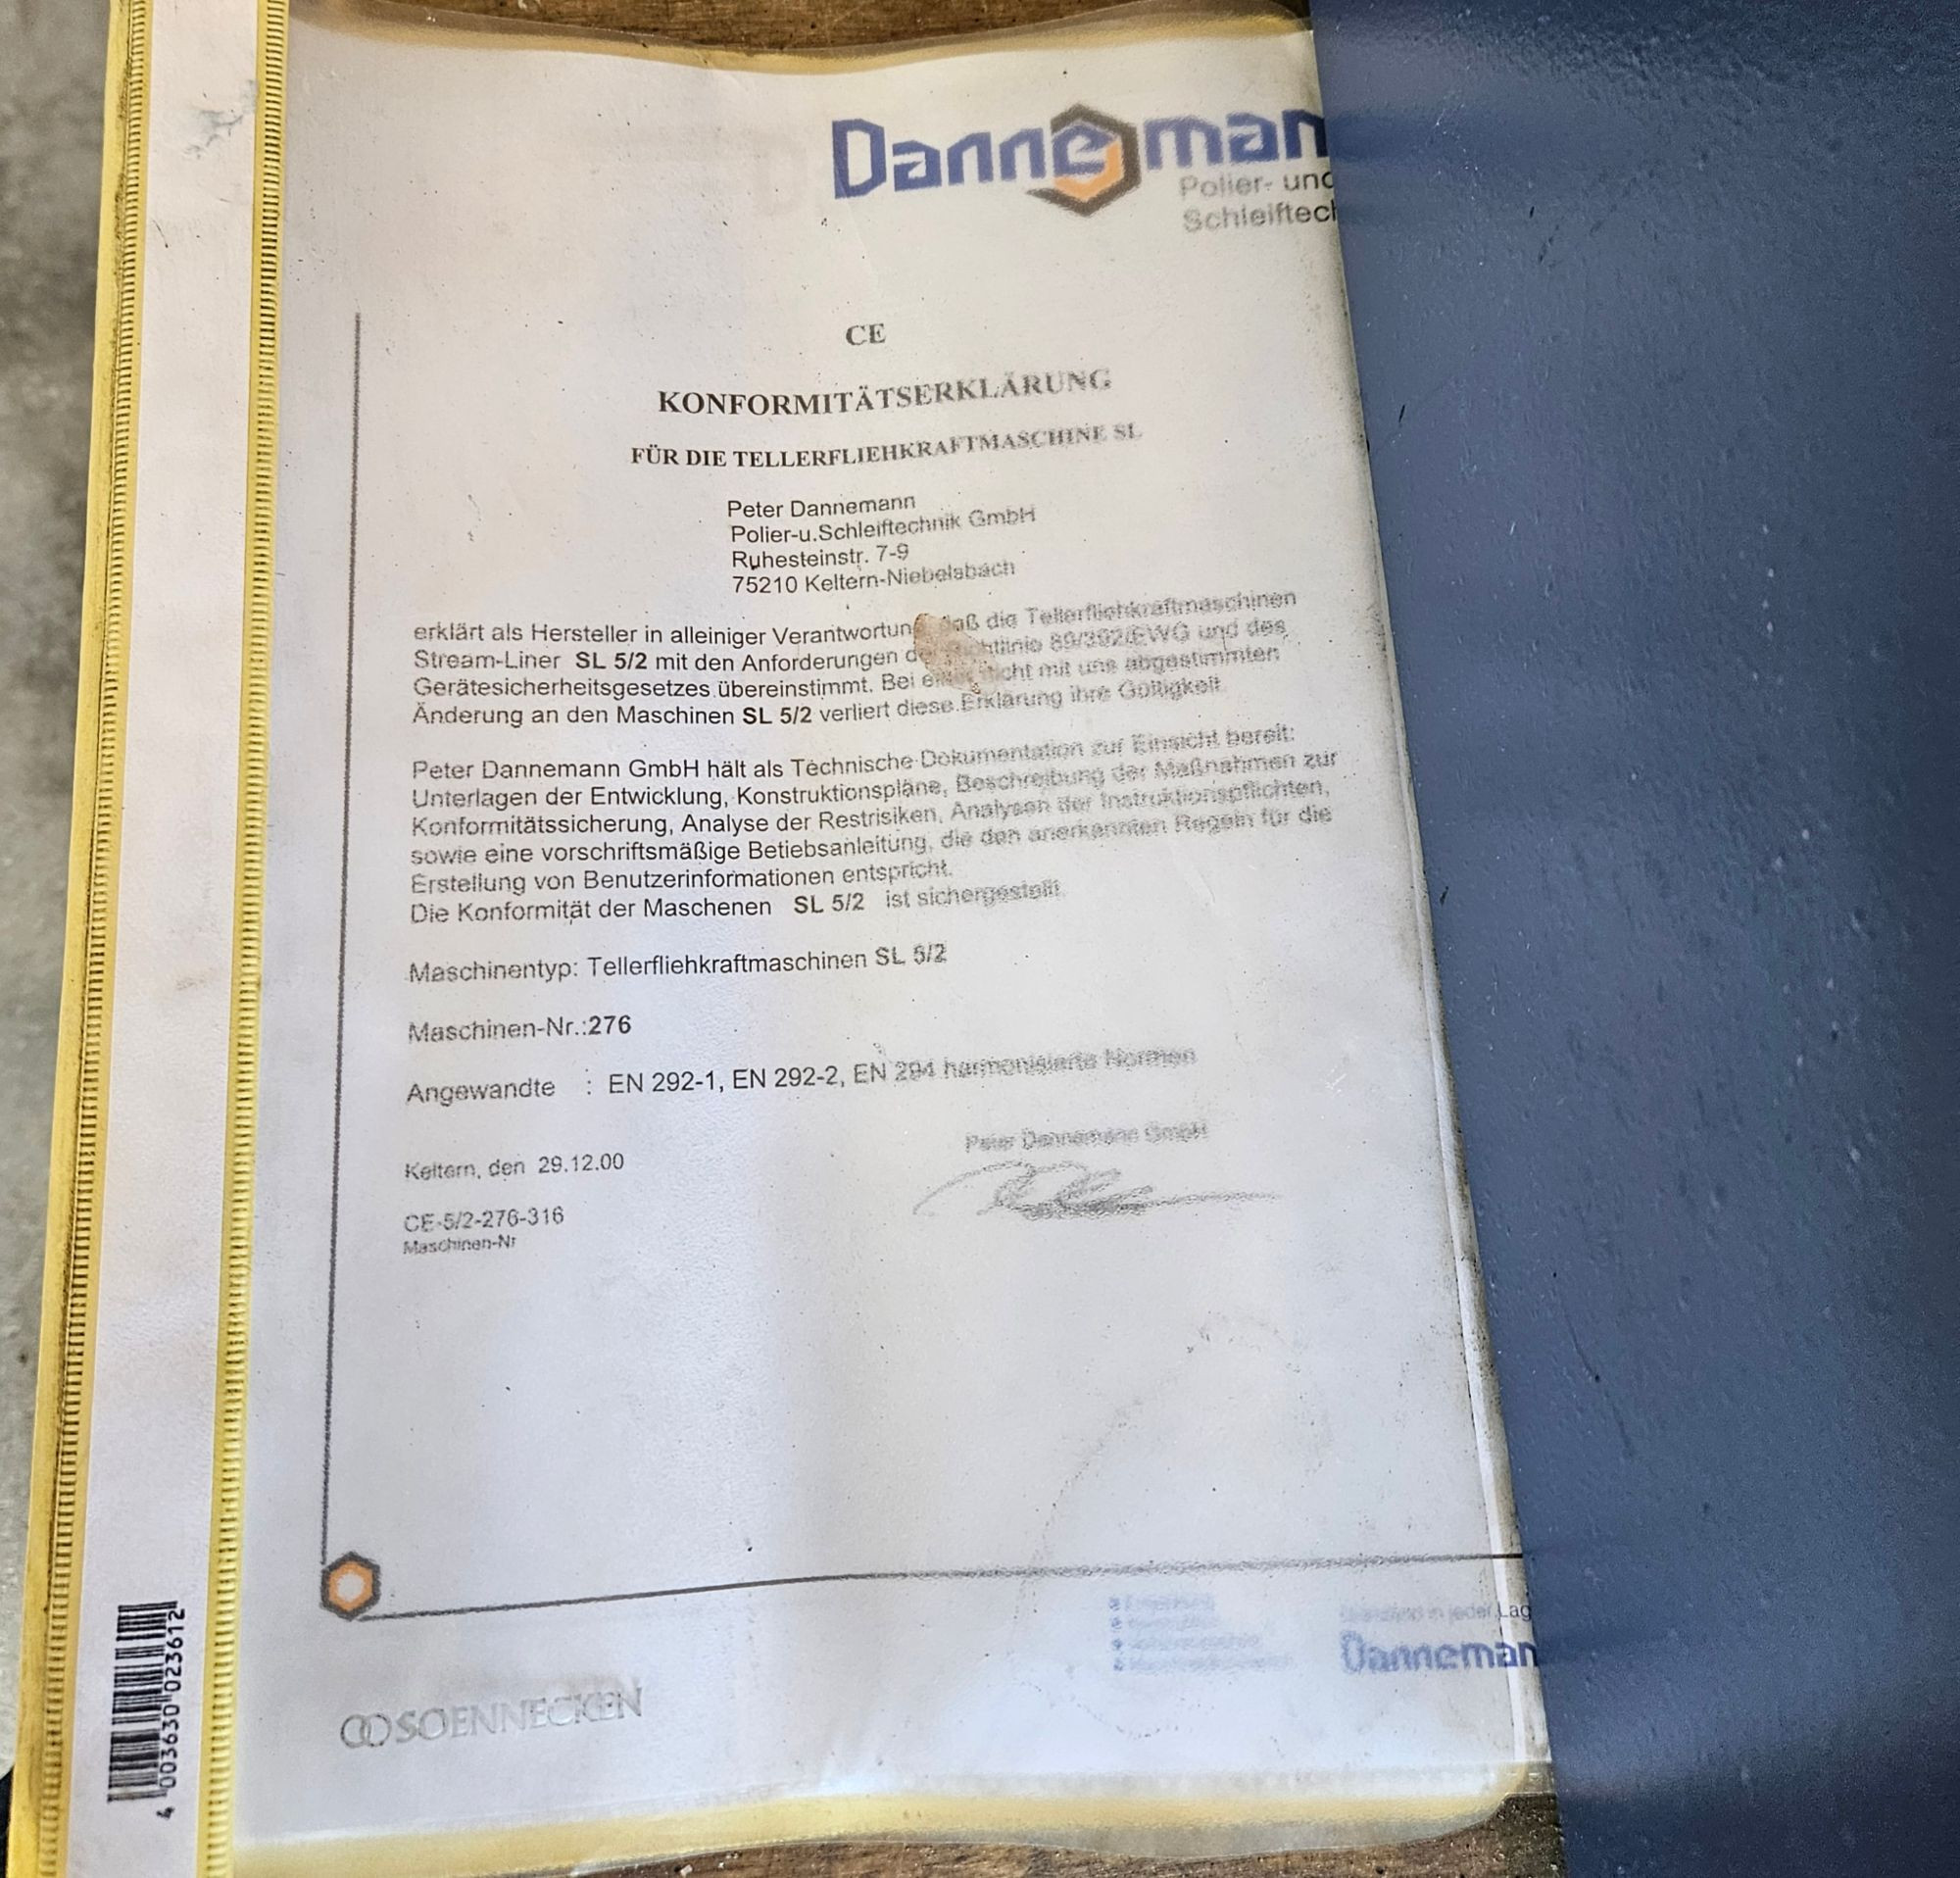 Danneman
Polier- und
Schleiftech
CE
KONFORMITÄTSERKLÄRUNG
FÜR DIE TELLERFLIEHKRAFTMASCHINE SL
Peter Dannemann
Polier-u.Schleiftechnik GmbH
Ruhesteinstr. 7-9
75210 Keltern-Niebelsbach
erklärt als Hersteller in alleiniger Verantwortung daß die Tellerfliehkraftmaschinen
Stream-Liner SL 5/2 mit den Anforderungen der Richtlinie 89/392/EWG und des
Gerätesicherheitsgesetzes übereinstimmt. Bei einer nicht mit uns abgestimmten
Änderung an den Maschinen SL 5/2 verliert diese Erklärung ihre Gültigkeit
Peter Dannemann GmbH hält als Technische Dokumentation zur Einsicht bereit:
Unterlagen der Entwicklung, Konstruktionspläne, Beschreibung der Maßnahmen zur
Konformitätssicherung, Analyse der Restrisiken, Analysen der Instruktionspflichten,
sowie eine vorschriftsmäßige Betiebsanleitung, die den anerkannten Regeln für die
Erstellung von Benutzerinformationen entspricht.
Die Konformität der Maschenen SL 5/2 ist sichergestellt
Maschinentyp: Tellerfliehkraftmaschinen SL 5/2
Maschinen-Nr.:276
Angewandte : EN 292-1, EN 292-2, EN 294 harmonisierte Normen
Peter Dannemann GmbH
Keltern, den 29.12.00
CE-5/2-276-316
Maschinen-Nr
in jeder Lag
Danneman
SOENNECKEN
4 003630 023612